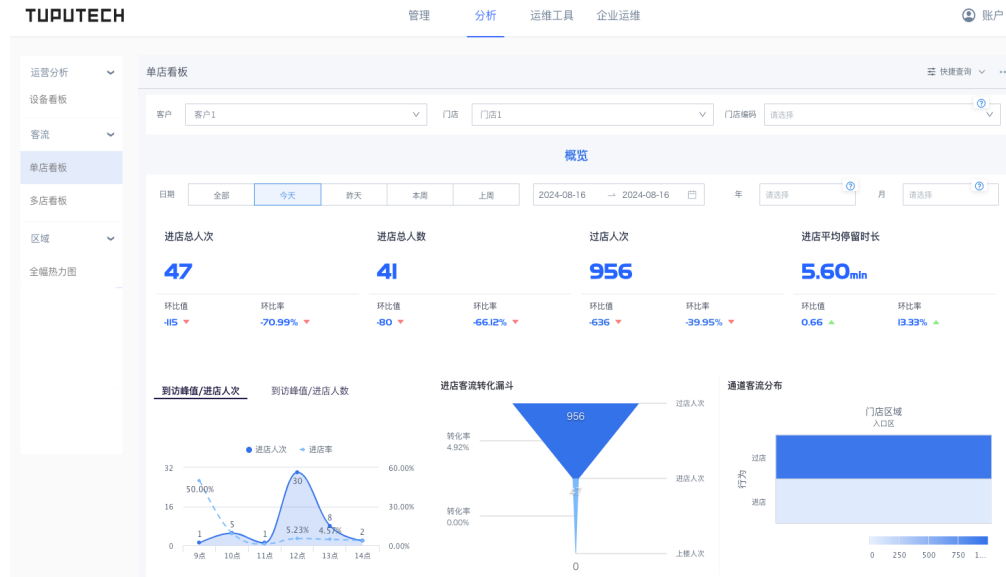 TUPUTECH 管理 分析 运维工具 企业运维 账户
运营分析
设备看板
客流
单店看板
多店看板
区域
全幅热力图
单店看板 快捷查询
客户 客户1 门店 门店1 门店编码 请选择
概览
日期 全部 今天 昨天 本周 上周 2024-08-16 → 2024-08-16 年 请选择 月 请选择
进店总人次 进店总人数 过店人次 进店平均停留时长
47 41 956 5.60min
环比值 环比率 环比值 环比率 环比值 环比率 环比值 环比率
-115 -70.99% -80 -66.12% -636 -39.95% 0.66 13.33%
到访峰值/进店人次 到访峰值/进店人数
进店人次 进店率
32 60.00%
50.00% 30
16 30.00%
1 5 1 5.23% 8 4.57% 2
0 0.00%
9点 10点 11点 12点 13点 14点
进店客流转化漏斗
956 过店人次
转化率
4.92%
47 进店人次
转化率
0.00%
上楼人次
0
通道客流分布
门店区域
入口区
行为
过店
进店
0 250 500 750 1...